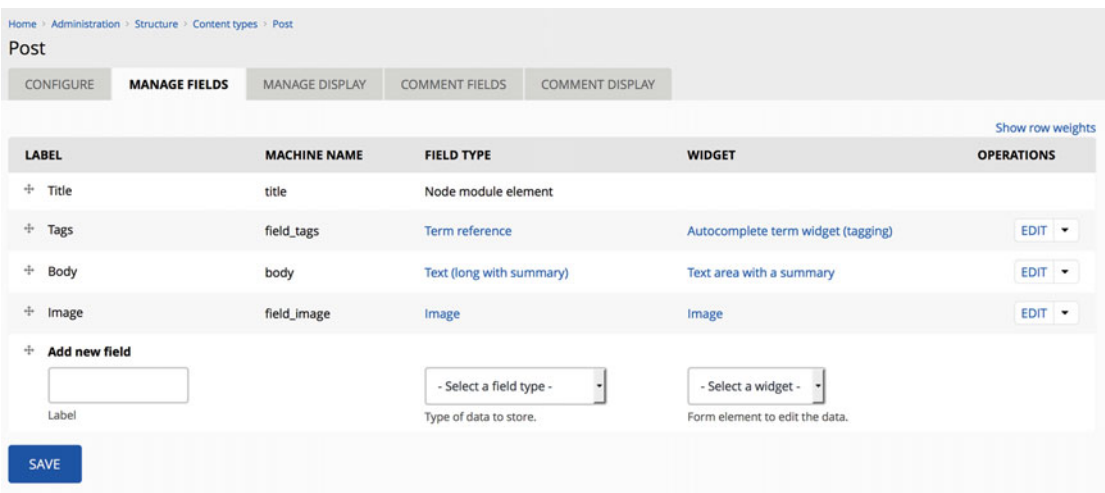 Home › Administration › Structure › Content types › Post
Post
CONFIGURE MANAGE FIELDS MANAGE DISPLAY COMMENT FIELDS COMMENT DISPLAY
Show row weights
LABEL MACHINE NAME FIELD TYPE WIDGET OPERATIONS
Title title Node module element
Tags field_tags Term reference Autocomplete term widget (tagging) EDIT
Body body Text (long with summary) Text area with a summary EDIT
Image field_image Image Image EDIT
Add new field
- Select a field type - - Select a widget -
Label Type of data to store. Form element to edit the data.
SAVE